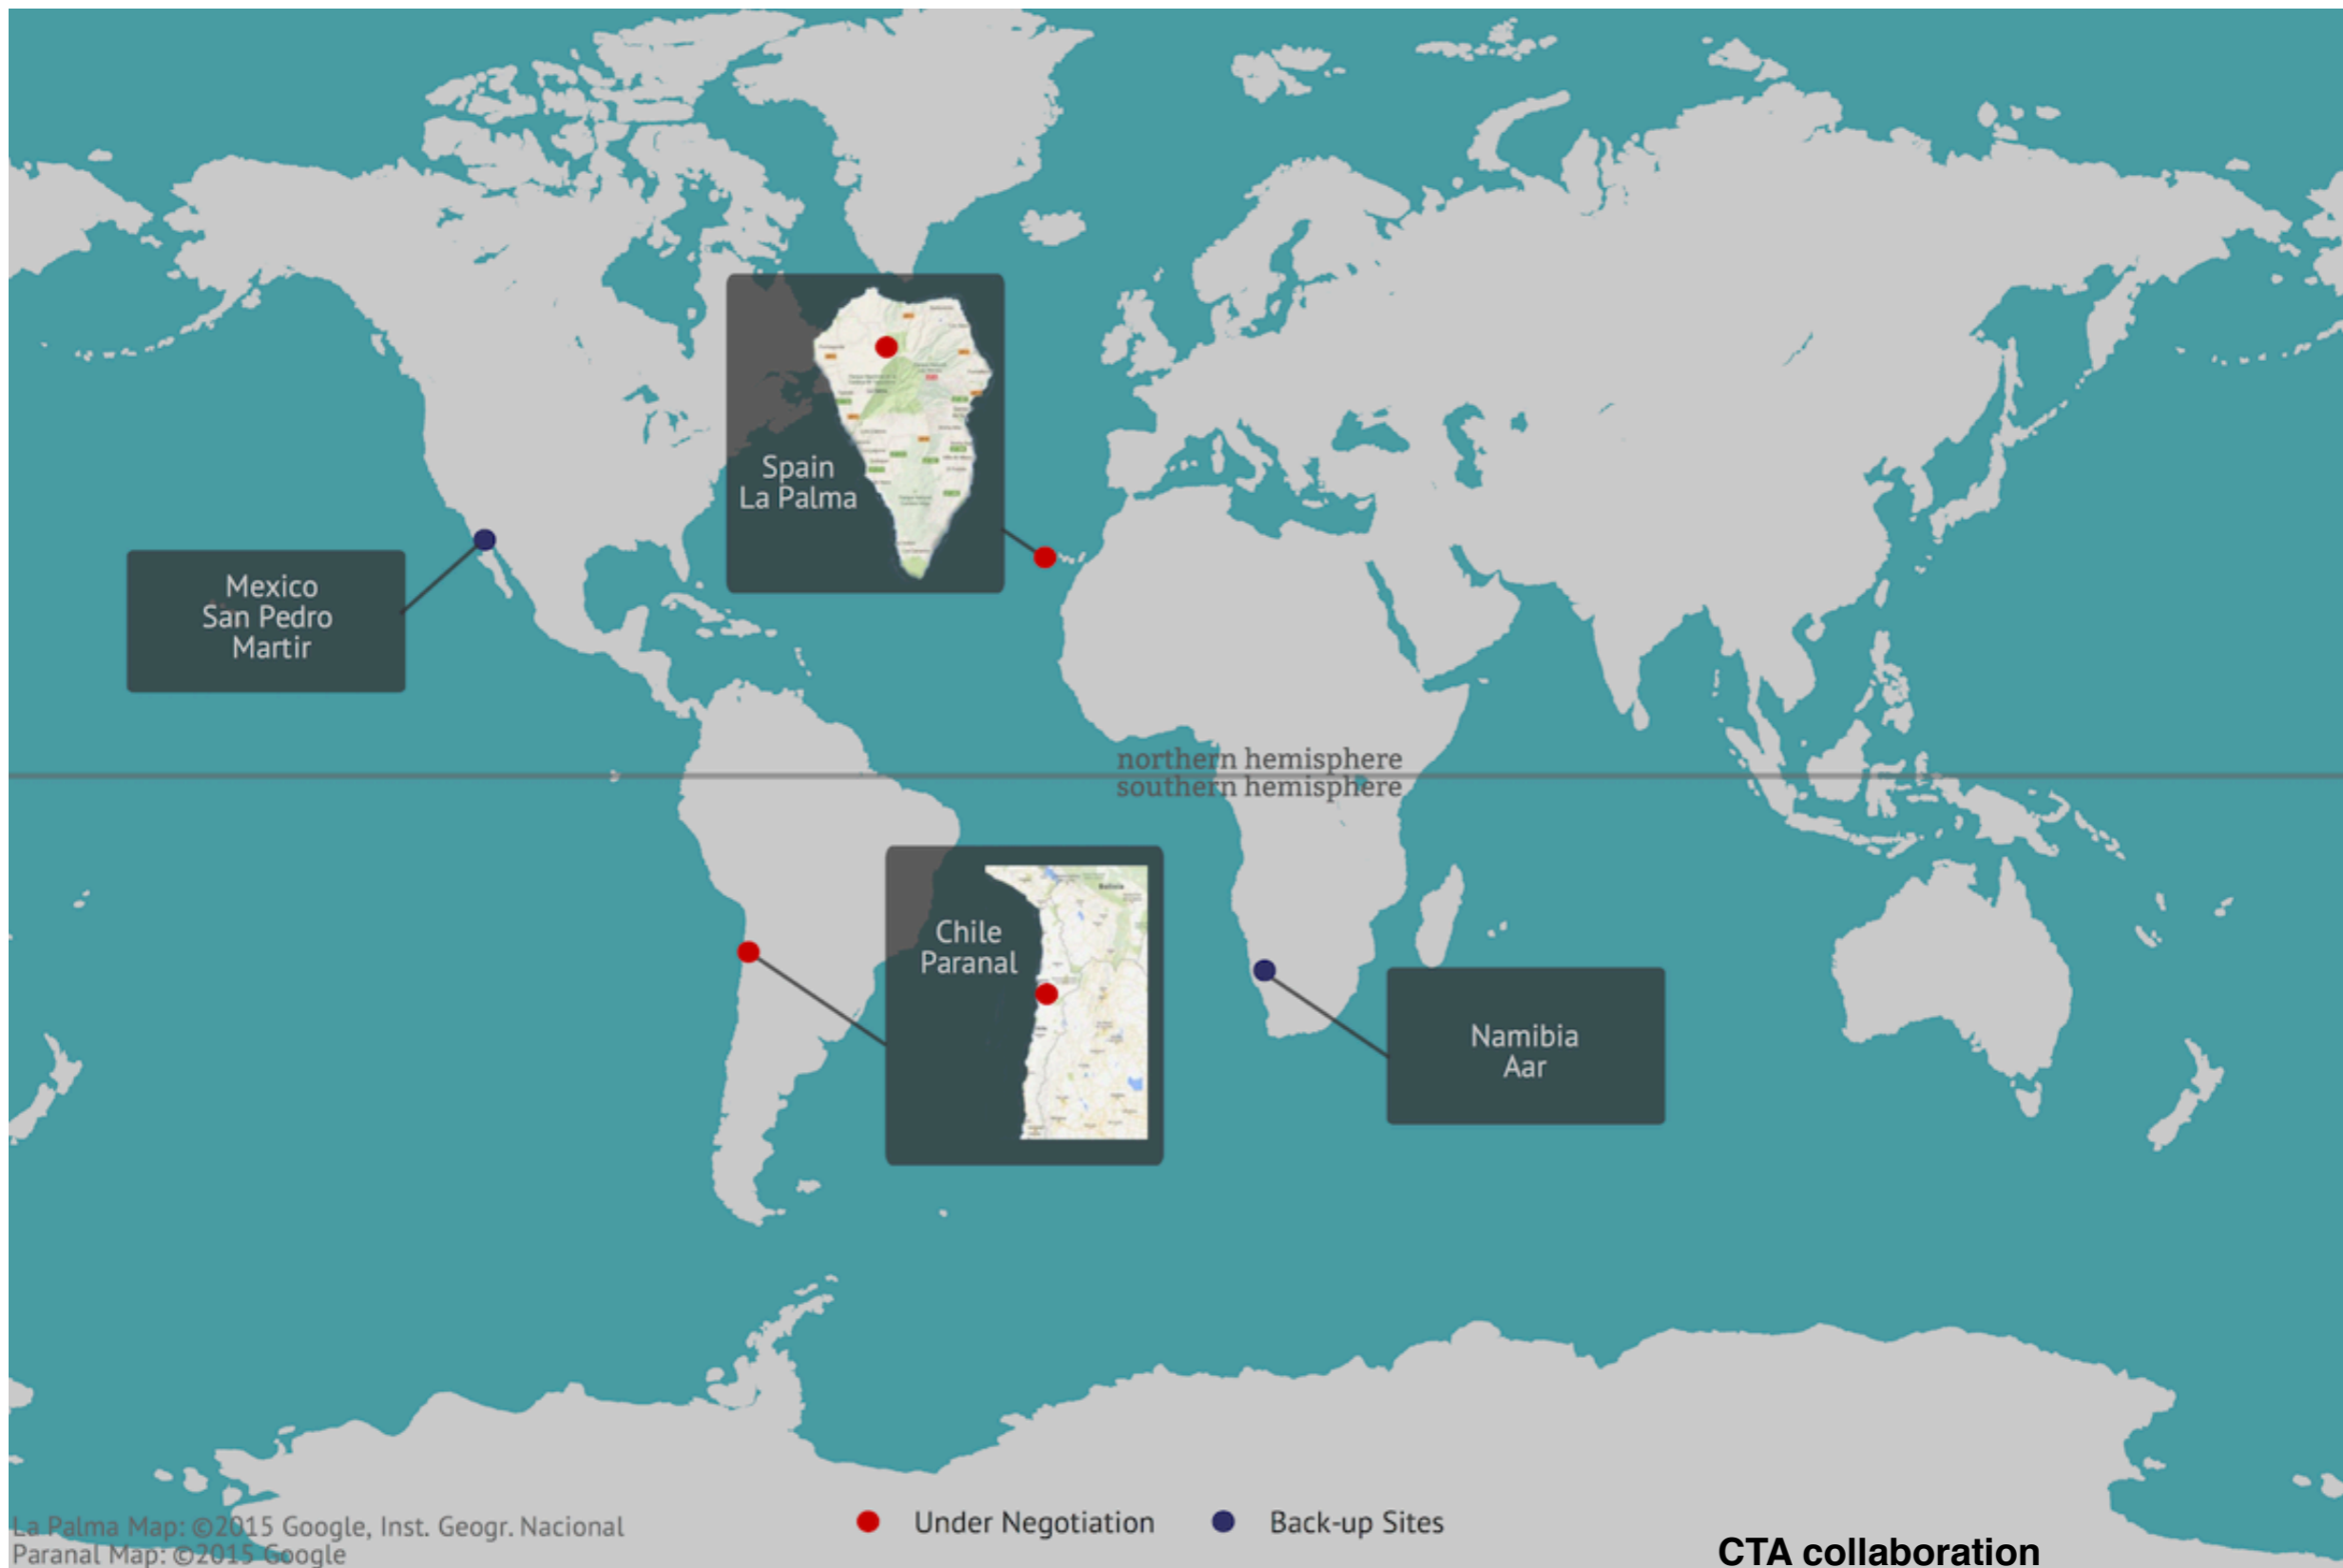 Spain
La Palma
Mexico
San Pedro
Martir
northern hemisphere
southern hemisphere
Chile
Paranal
Bolivia
Namibia
Aar
Under Negotiation
Back-up Sites
La Palma Map: ©2015 Google, Inst. Geogr. Nacional
Paranal Map: ©2015 Google
CTA collaboration